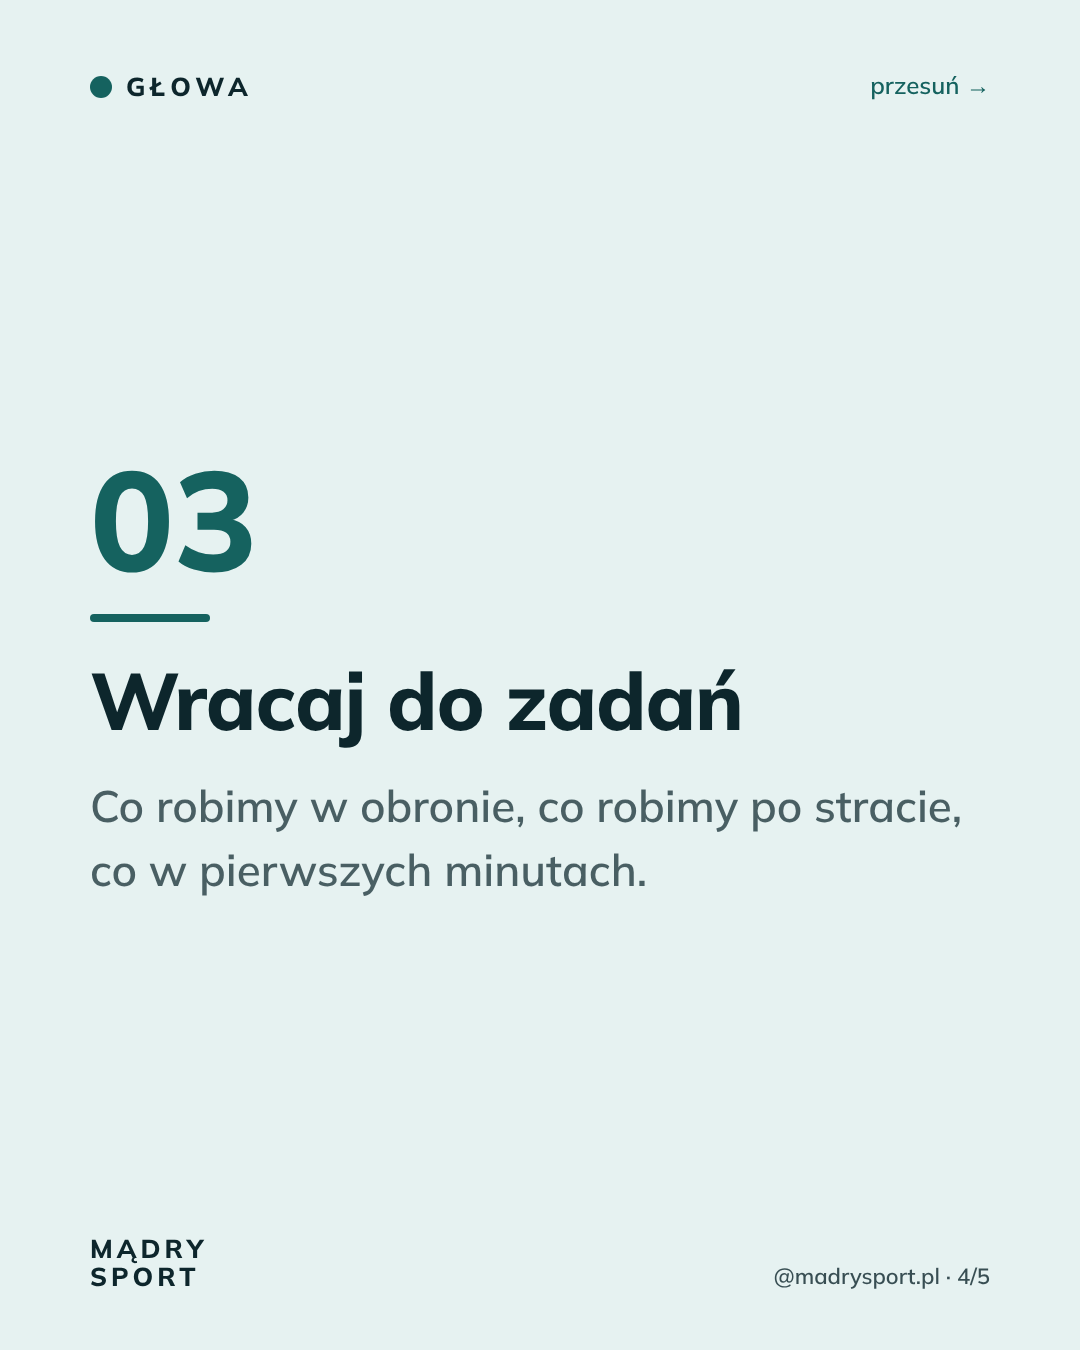 GŁOWA
przesuń →
03
Wracaj do zadań
Co robimy w obronie, co robimy po stracie,
co w pierwszych minutach.
MĄDRY
SPORT
@madrysport.pl · 4/5